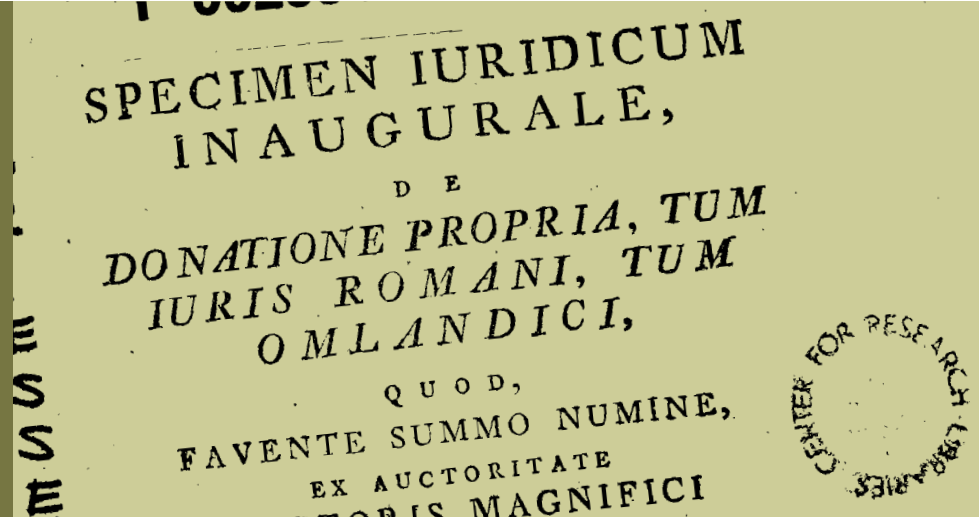 SPECIMEN IURIDICUM
INAUGURALE,
DE
DONATIONE PROPRIA, TUM
IURIS ROMANI, TUM
OMLANDICI,
QUOD,
FAVENTE SUMMO NUMINE,
EX AUCTORITATE
MAGNIFICI
CENTER FOR RESEARCH LIBRARIES
ESSE